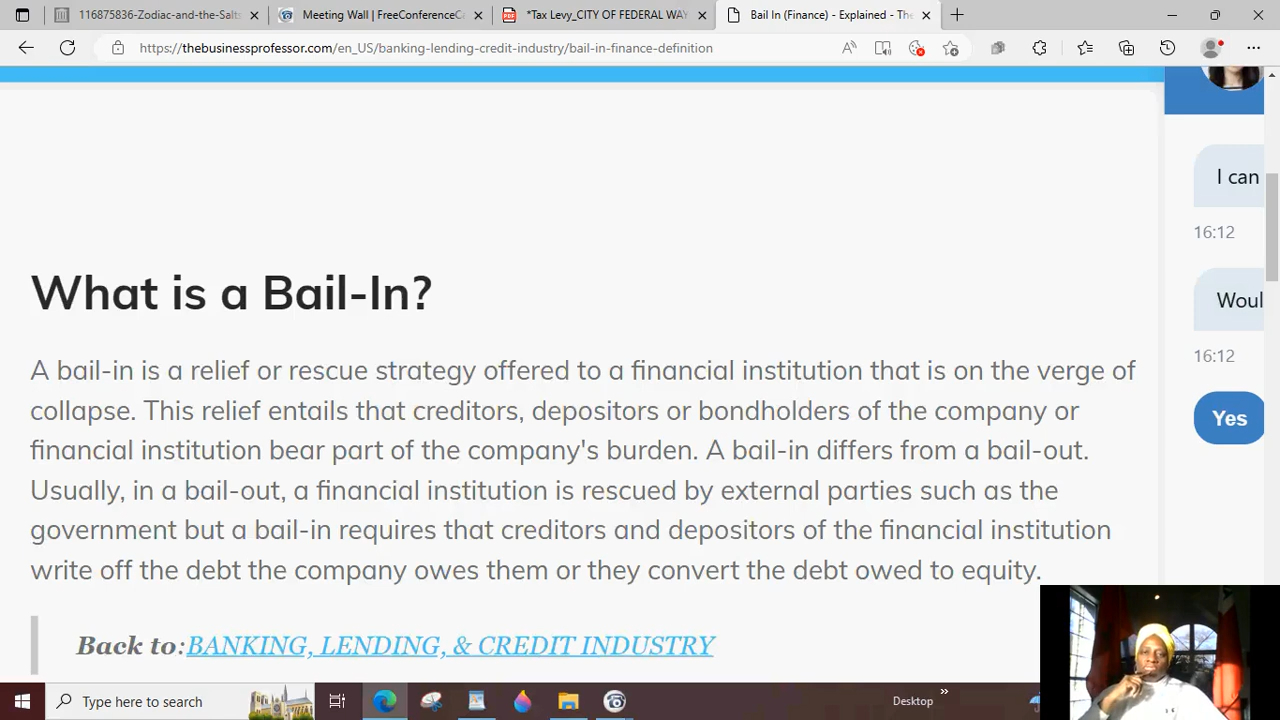 116875836-Zodiac-and-the-Salts
Meeting Wall | FreeConferenceCa
*Tax Levy_CITY OF FEDERAL WAY
Bail In (Finance) - Explained - The
https://thebusinessprofessor.com/en_US/banking-lending-credit-industry/bail-in-finance-definition
I can
16:12
Woul
16:12
Yes
What is a Bail-In?
A bail-in is a relief or rescue strategy offered to a financial institution that is on the verge of
collapse. This relief entails that creditors, depositors or bondholders of the company or
financial institution bear part of the company's burden. A bail-in differs from a bail-out.
Usually, in a bail-out, a financial institution is rescued by external parties such as the
government but a bail-in requires that creditors and depositors of the financial institution
write off the debt the company owes them or they convert the debt owed to equity.
Back to:BANKING, LENDING, & CREDIT INDUSTRY
Type here to search
Desktop